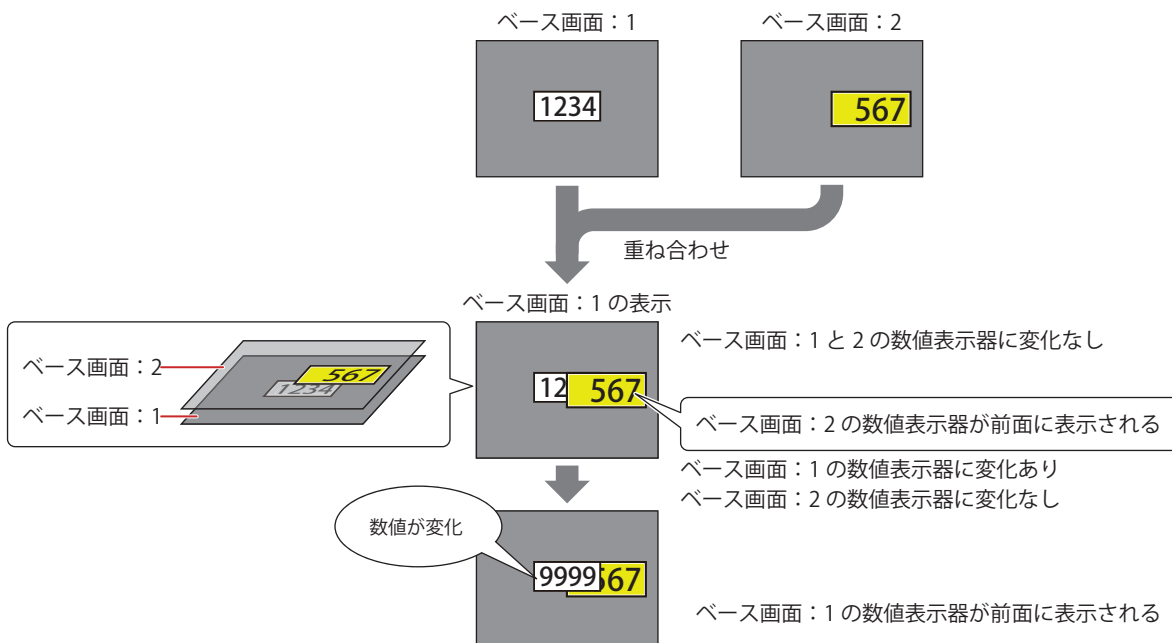 ベース画面：1
ベース画面：2
1234
567
重ね合わせ
ベース画面：1 の表示
ベース画面：1 と 2 の数値表示器に変化なし
ベース画面：2
ベース画面：1
567
1234
12
567
ベース画面：2 の数値表示器が前面に表示される
ベース画面：1 の数値表示器に変化あり
ベース画面：2 の数値表示器に変化なし
数値が変化
9999
567
ベース画面：1 の数値表示器が前面に表示される